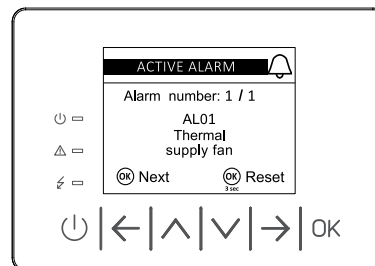 ACTIVE ALARM
Alarm number: 1 / 1
AL01
Thermal
supply fan
OK Next OK Reset
3 sec
OK